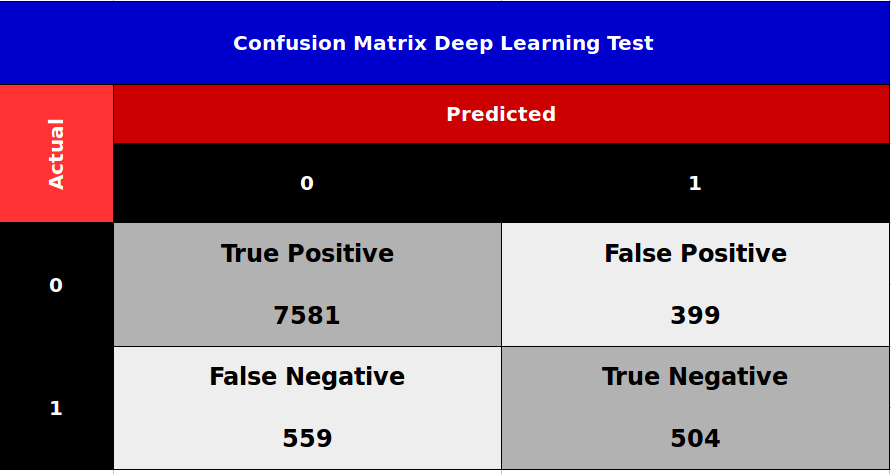 Confusion Matrix Deep Learning Test
Actual
Predicted
0
1
0
True Positive
7581
False Positive
399
1
False Negative
559
True Negative
504